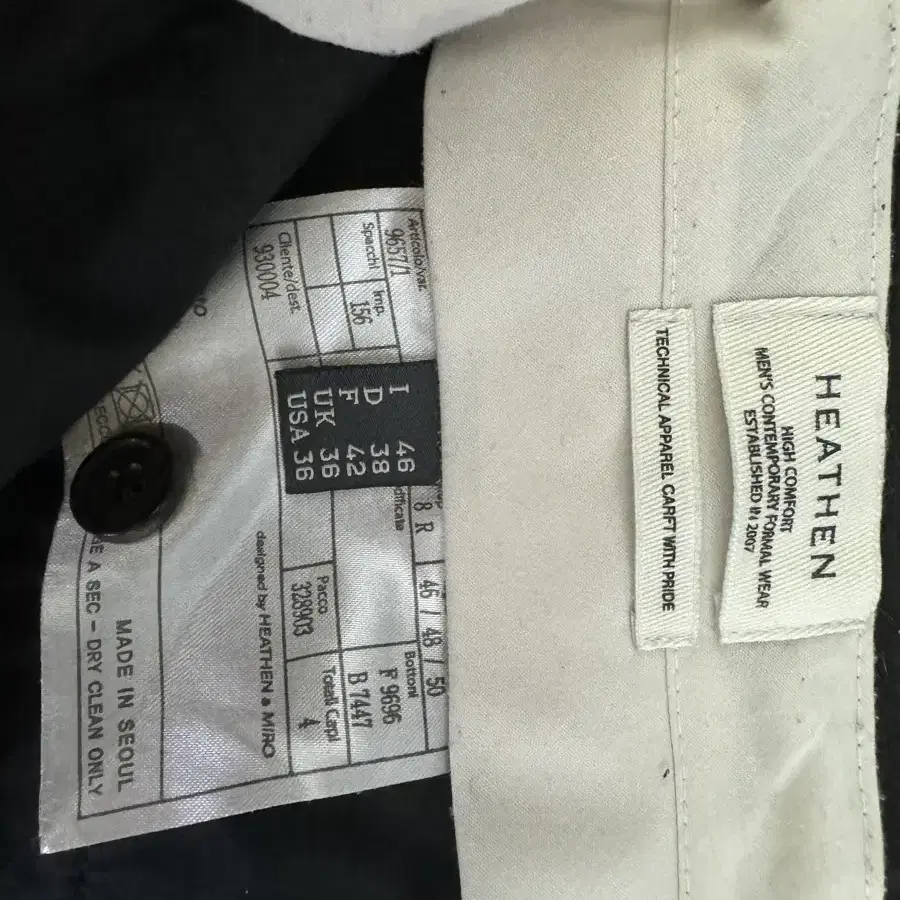 HEATHEN
HIGH COMFORT
MEN'S CONTEMPORARY FORMAL WEAR
ESTABLISHED IN 2007
TECHNICAL APPAREL CARFT WITH PRIDE
I 46
D 38
F 42
UK 36
USA 36
Articolo/var.
9657/1
Imp.
156
Spacchi
Cliente/dest.
930004
8 R
46 / 48 / 50
Bottoni
F 9696
B 7447
Pacco
328903
Totali Capi
4
designed by HEATHEN & MIRO
MADE IN SEOUL
A SEC - DRY CLEAN ONLY